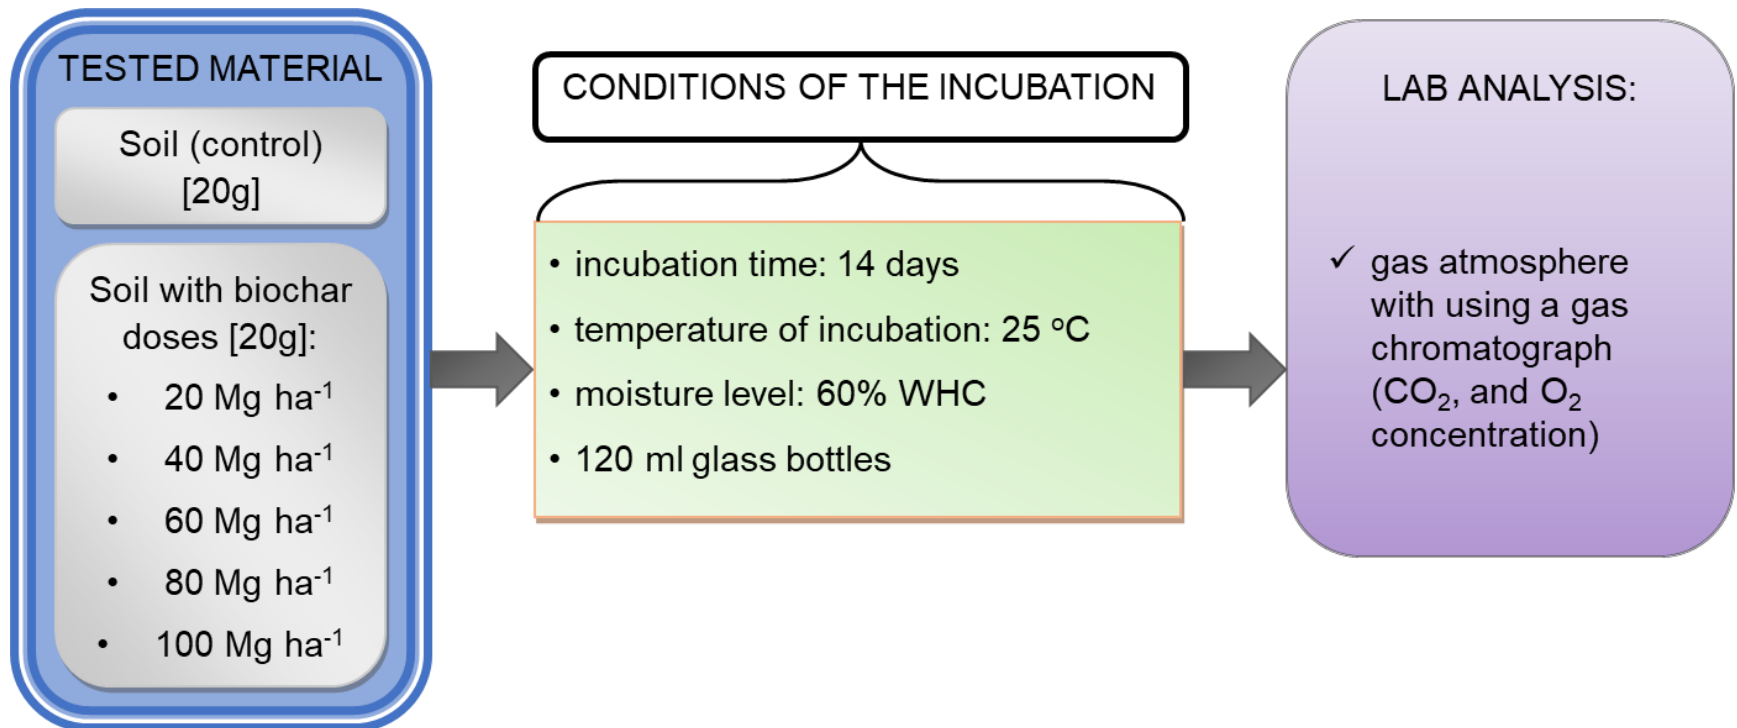 TESTED MATERIAL
Soil (control)
[20g]
Soil with biochar
doses [20g]:
• 20 Mg ha⁻¹
• 40 Mg ha⁻¹
• 60 Mg ha⁻¹
• 80 Mg ha⁻¹
• 100 Mg ha⁻¹
CONDITIONS OF THE INCUBATION
• incubation time: 14 days
• temperature of incubation: 25 ᵒC
• moisture level: 60% WHC
• 120 ml glass bottles
LAB ANALYSIS:
✓ gas atmosphere
with using a gas
chromatograph
(CO₂, and O₂
concentration)